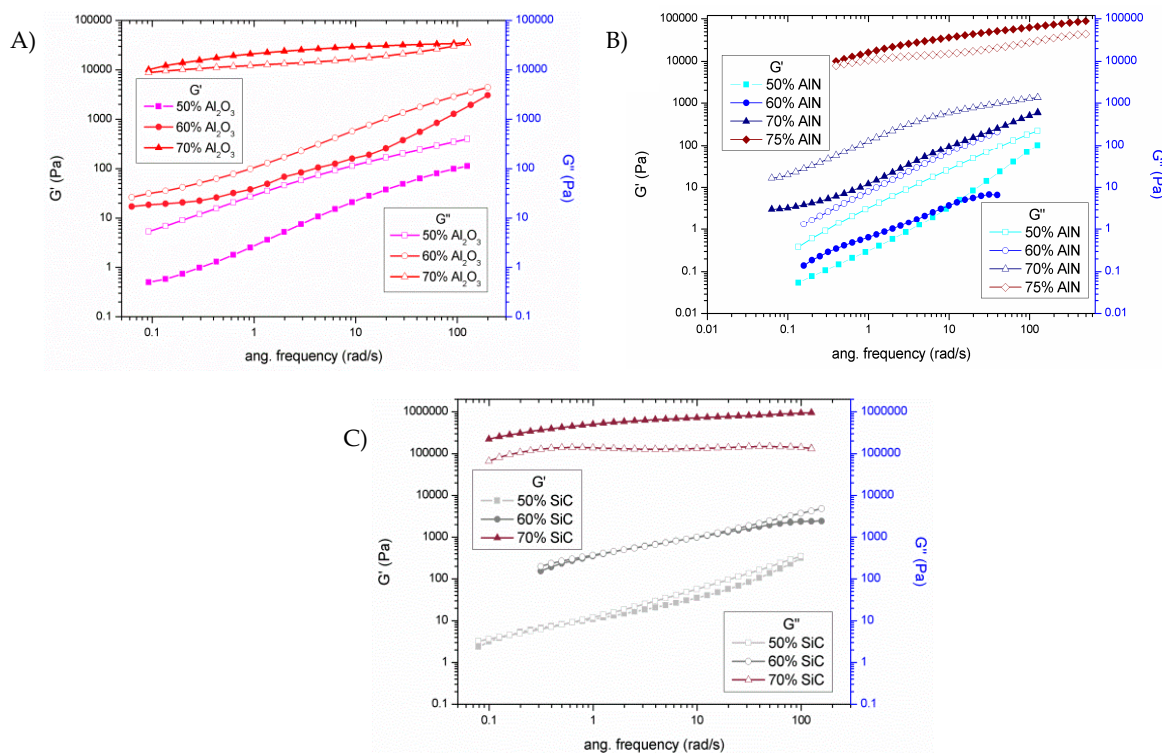 A)
100000
10000
1000
100
10
1
0.1
G' (Pa)
G'
50% Al2O3
60% Al2O3
70% Al2O3
G"
50% Al2O3
60% Al2O3
70% Al2O3
100000
10000
1000
100
10
1
0.1
G" (Pa)
0.1 1 10 100
ang. frequency (rad/s)
B)
100000
10000
1000
100
10
1
0.1
0.01
G' (Pa)
G'
50% AlN
60% AlN
70% AlN
75% AlN
G"
50% AlN
60% AlN
70% AlN
75% AlN
100000
10000
1000
100
10
1
0.1
0.01
G" (Pa)
0.01 0.1 1 10 100
ang. frequency (rad/s)
C)
1000000
100000
10000
1000
100
10
1
0.1
G' (Pa)
G'
50% SiC
60% SiC
70% SiC
G"
50% SiC
60% SiC
70% SiC
1000000
100000
10000
1000
100
10
1
0.1
G" (Pa)
0.1 1 10 100
ang. frequency (rad/s)